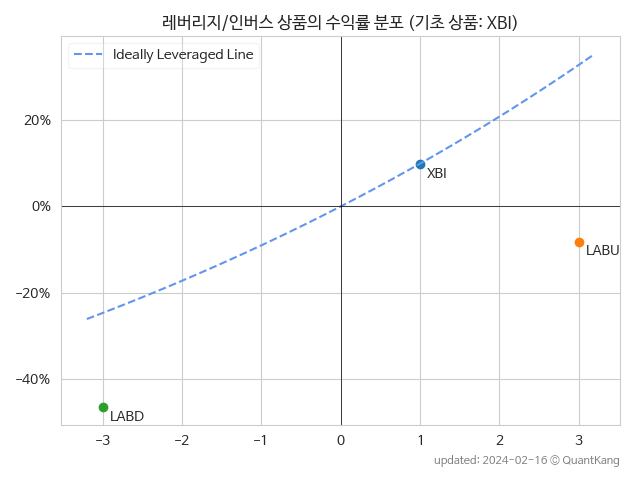 레버리지/인버스 상품의 수익률 분포 (기초 상품: XBI)
Ideally Leveraged Line
20%
XBI
0%
LABU
−20%
−40%
LABD
−3 −2 −1 0 1 2 3
updated: 2024-02-16 © QuantKang